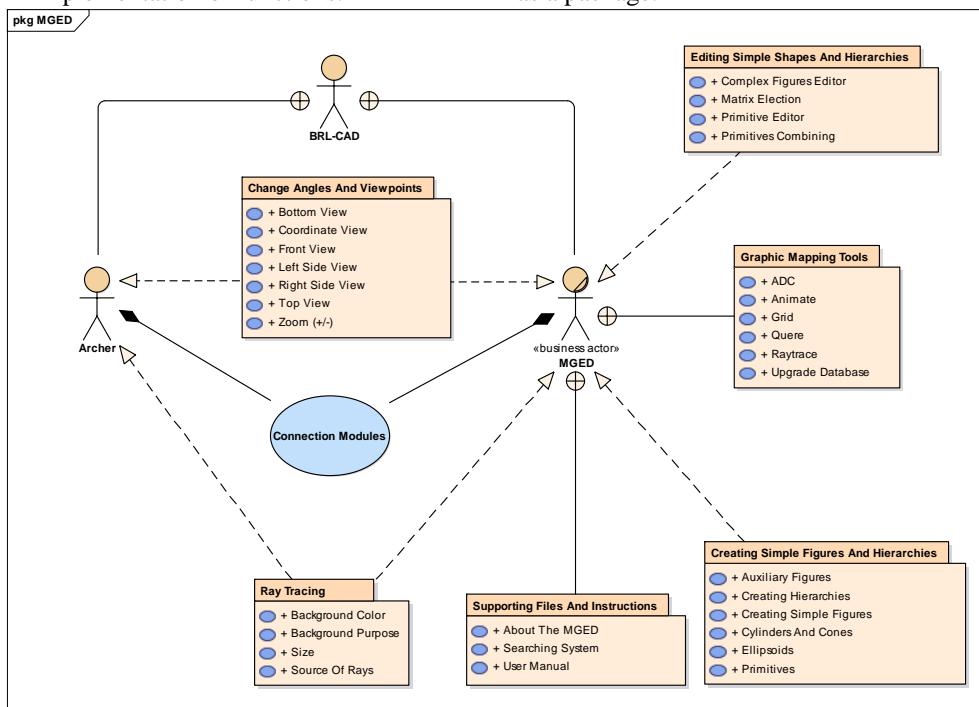 pkg MGED
BRL-CAD
Editing Simple Shapes And Hierarchies
+ Complex Figures Editor
+ Matrix Election
+ Primitive Editor
+ Primitives Combining
Change Angles And Viewpoints
+ Bottom View
+ Coordinate View
+ Front View
+ Left Side View
+ Right Side View
+ Top View
+ Zoom (+/-)
Archer
«business actor»
MGED
Graphic Mapping Tools
+ ADC
+ Animate
+ Grid
+ Quere
+ Raytrace
+ Upgrade Database
Connection Modules
Ray Tracing
+ Background Color
+ Background Purpose
+ Size
+ Source Of Rays
Supporting Files And Instructions
+ About The MGED
+ Searching System
+ User Manual
Creating Simple Figures And Hierarchies
+ Auxiliary Figures
+ Creating Hierarchies
+ Creating Simple Figures
+ Cylinders And Cones
+ Ellipsoids
+ Primitives